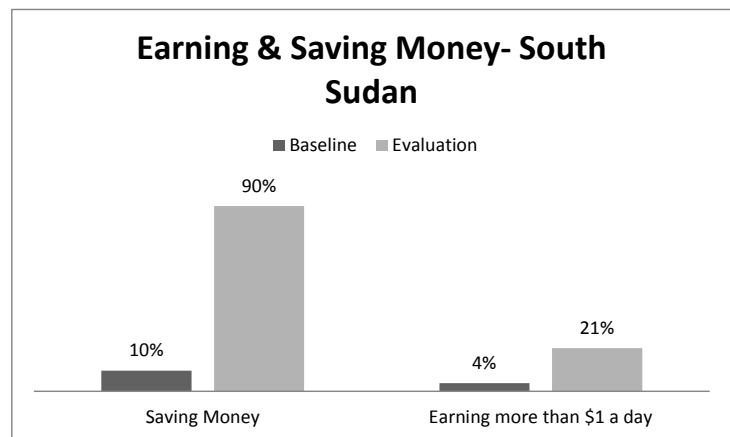 Earning & Saving Money- South
Sudan
Baseline Evaluation
90%
10%
21%
4%
Saving Money Earning more than $1 a day